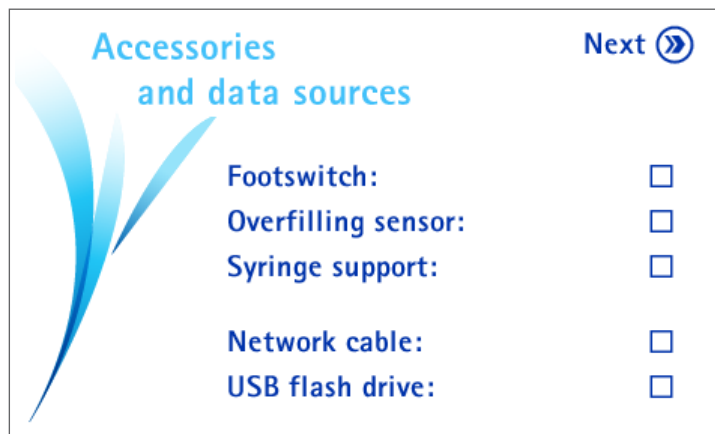 Accessories
and data sources
Next
Footswitch:
Overfilling sensor:
Syringe support:
Network cable:
USB flash drive: